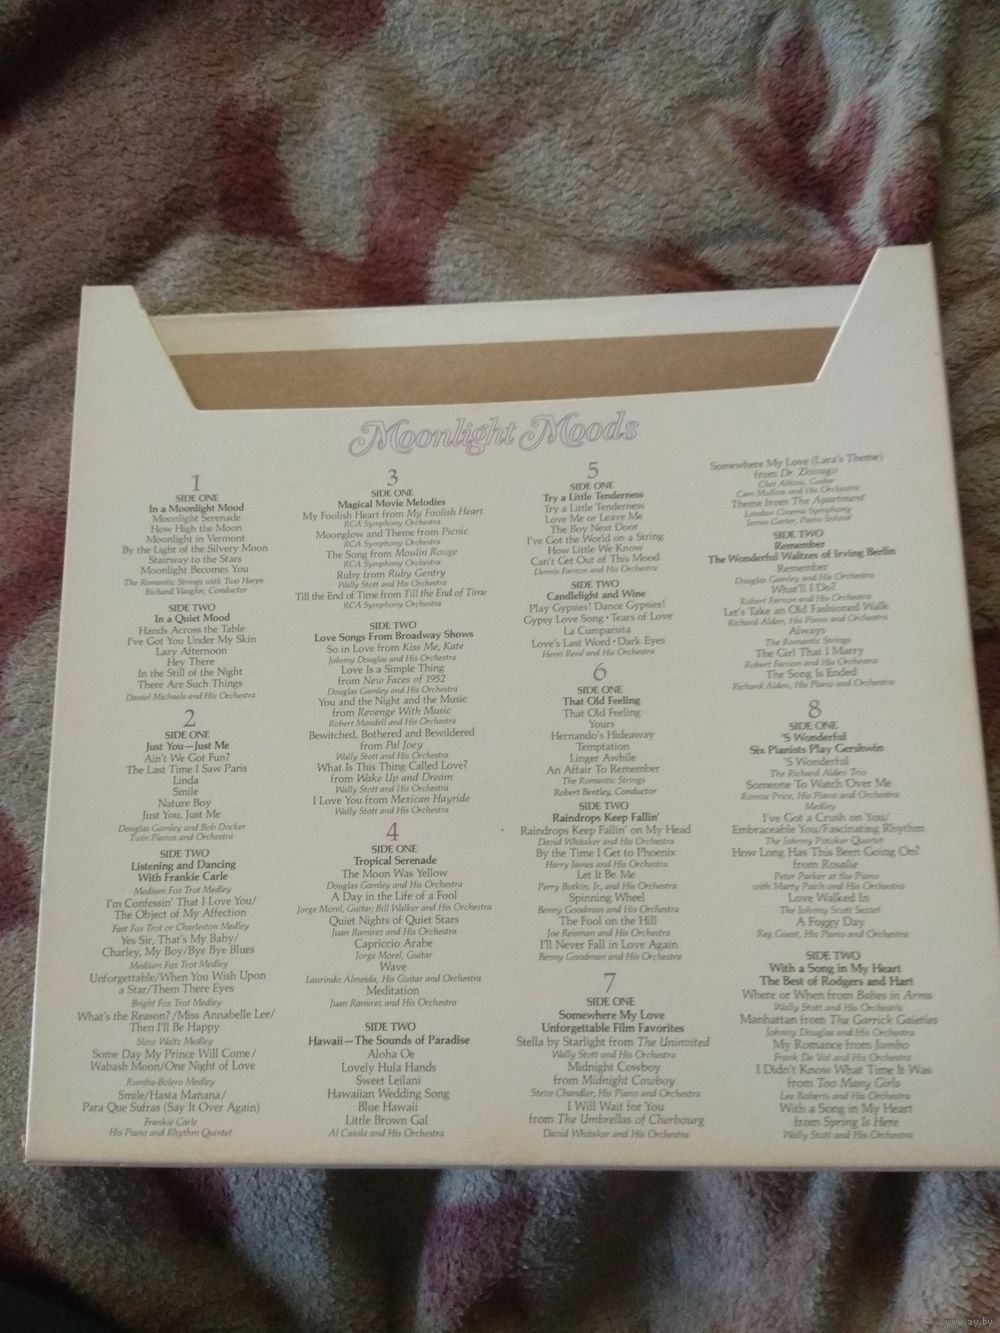 Moonlight Moods
1
SIDE ONE
In a Moonlight Mood
Moonlight Serenade
How High the Moon
Moonlight in Vermont
By the Light of the Silvery Moon
Stairway to the Stars
Moonlight Becomes You
The Romantic Strings with Two Harps
Richard Vaughn, Conductor
SIDE TWO
In a Quiet Mood
Hands Across the Table
I've Got You Under My Skin
Lazy Afternoon
Hey There
In the Still of the Night
There Are Such Things
Daniel Michaels and His Orchestra
2
SIDE ONE
Just You—Just Me
Ain't We Got Fun?
The Last Time I Saw Paris
Linda
Smile
Nature Boy
Just You, Just Me
Douglas Gamley and Bob Docker
Twin Pianos and Orchestra
SIDE TWO
Listening and Dancing
With Frankie Carle
Medium Fox Trot Medley
I'm Confessin' That I Love You/
The Object of My Affection
Fast Fox Trot or Charleston Medley
Yes Sir, That's My Baby/
Charley, My Boy/Bye Bye Blues
Medium Fox Trot Medley
Unforgettable/When You Wish Upon
a Star/Them There Eyes
Bright Fox Trot Medley
What's the Reason?/Miss Annabelle Lee/
Then I'll Be Happy
Slow Waltz Medley
Some Day My Prince Will Come/
Wabash Moon/One Night of Love
Rumba-Bolero Medley
Smile/Hasta Mañana/
Para Que Sufras (Say It Over Again)
Frankie Carle
His Piano and Rhythm Quintet
3
SIDE ONE
Magical Movie Melodies
My Foolish Heart from My Foolish Heart
RCA Symphony Orchestra
Moonglow and Theme from Picnic
RCA Symphony Orchestra
The Song from Moulin Rouge
RCA Symphony Orchestra
Ruby from Ruby Gentry
Wally Stott and His Orchestra
Till the End of Time from Till the End of Time
RCA Symphony Orchestra
SIDE TWO
Love Songs From Broadway Shows
So in Love from Kiss Me, Kate
Johnny Douglas and His Orchestra
Love Is a Simple Thing
from New Faces of 1952
Douglas Gamley and His Orchestra
You and the Night and the Music
from Revenge With Music
Robert Mandell and His Orchestra
Bewitched, Bothered and Bewildered
from Pal Joey
Wally Stott and His Orchestra
What Is This Thing Called Love?
from Wake Up and Dream
Wally Stott and His Orchestra
I Love You from Mexican Hayride
Wally Stott and His Orchestra
4
SIDE ONE
Tropical Serenade
The Moon Was Yellow
Douglas Gamley and His Orchestra
A Day in the Life of a Fool
Jorge Morel, Guitar; Bill Walker and His Orchestra
Quiet Nights of Quiet Stars
Juan Ramirez and His Orchestra
Capriccio Arabe
Jorge Morel, Guitar
Wave
Laurindo Almeida, His Guitar and Orchestra
Meditation
Juan Ramirez and His Orchestra
SIDE TWO
Hawaii—The Sounds of Paradise
Aloha Oe
Lovely Hula Hands
Sweet Leilani
Hawaiian Wedding Song
Blue Hawaii
Little Brown Gal
Al Caiola and His Orchestra
5
SIDE ONE
Try a Little Tenderness
Try a Little Tenderness
Love Me or Leave Me
The Boy Next Door
I've Got the World on a String
How Little We Know
Can't Get Out of This Mood
Dennis Farnon and His Orchestra
SIDE TWO
Candlelight and Wine
Play Gypsies! Dance Gypsies!
Gypsy Love Song • Tears of Love
La Cumparsita
Love's Last Word • Dark Eyes
Henri René and His Orchestra
6
SIDE ONE
That Old Feeling
That Old Feeling
Yours
Hernando's Hideaway
Temptation
Linger Awhile
An Affair To Remember
The Romantic Strings
Robert Bentley, Conductor
SIDE TWO
Raindrops Keep Fallin'
Raindrops Keep Fallin' on My Head
David Whitaker and His Orchestra
By the Time I Get to Phoenix
Harry James and His Orchestra
Let It Be Me
Perry Botkin, Jr., and His Orchestra
Spinning Wheel
Benny Goodman and His Orchestra
The Fool on the Hill
Joe Reisman and His Orchestra
I'll Never Fall in Love Again
Benny Goodman and His Orchestra
7
SIDE ONE
Somewhere My Love
Unforgettable Film Favorites
Stella by Starlight from The Uninvited
Wally Stott and His Orchestra
Midnight Cowboy
from Midnight Cowboy
Steve Chandler, His Piano and Orchestra
I Will Wait for You
from The Umbrellas of Cherbourg
David Whitaker and His Orchestra
Somewhere My Love (Lara's Theme)
from Dr. Zhivago
Chet Atkins, Guitar
Cam Mullins and His Orchestra
Theme from The Apartment
London Cinema Symphony
James Carter, Piano Soloist
SIDE TWO
Remember
The Wonderful Waltzes of Irving Berlin
Remember
Douglas Gamley and His Orchestra
What'll I Do?
Robert Farnon and His Orchestra
Let's Take an Old Fashioned Walk
Richard Alden, His Piano and Orchestra
Always
The Romantic Strings
The Girl That I Marry
Robert Farnon and His Orchestra
The Song Is Ended
Richard Alden, His Piano and Orchestra
8
SIDE ONE
'S Wonderful
Six Pianists Play Gershwin
'S Wonderful
The Richard Alden Trio
Someone To Watch Over Me
Ronnie Price, His Piano and Orchestra
Medley
I've Got a Crush on You/
Embraceable You/Fascinating Rhythm
The Johnny Potoker Quartet
How Long Has This Been Going On?
from Rosalie
Peter Parker at the Piano
with Marty Paich and His Orchestra
Love Walked In
The Johnny Scott Sextet
A Foggy Day
Reg Guest, His Piano and Orchestra
SIDE TWO
With a Song in My Heart
The Best of Rodgers and Hart
Where or When from Babes in Arms
Wally Stott and His Orchestra
Manhattan from The Garrick Gaieties
Johnny Douglas and His Orchestra
My Romance from Jumbo
Frank De Vol and His Orchestra
I Didn't Know What Time It Was
from Too Many Girls
Lee Roberts and His Orchestra
With a Song in My Heart
from Spring Is Here
Wally Stott and His Orchestra
www.ay.by